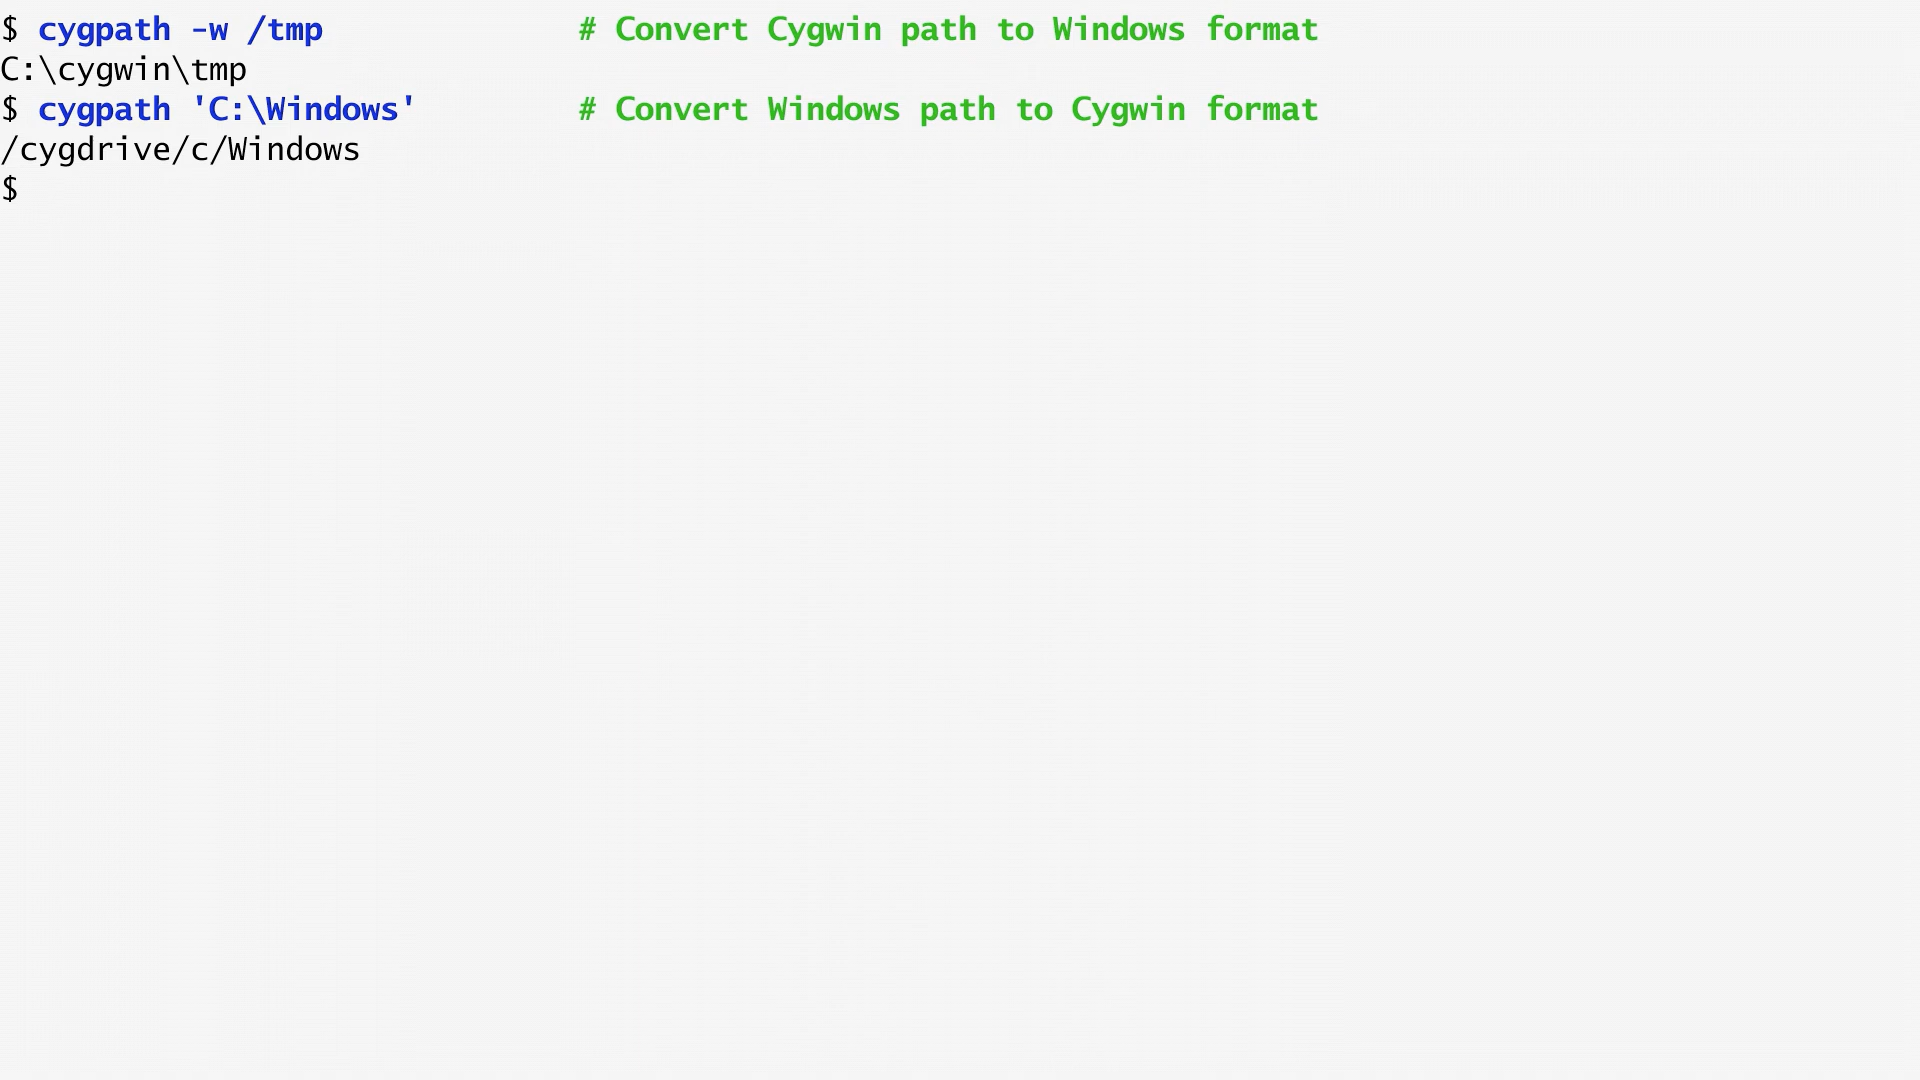 $ cygpath -w /tmp # Convert Cygwin path to Windows format
C:\cygwin\tmp
$ cygpath 'C:\Windows' # Convert Windows path to Cygwin format
/cygdrive/c/Windows
$